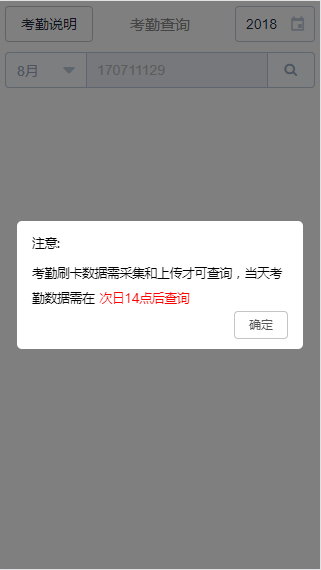 考勤说明 考勤查询 2018
8月 170711129
注意:
考勤刷卡数据需采集和上传才可查询，当天考
勤数据需在 次日14点后查询
确定